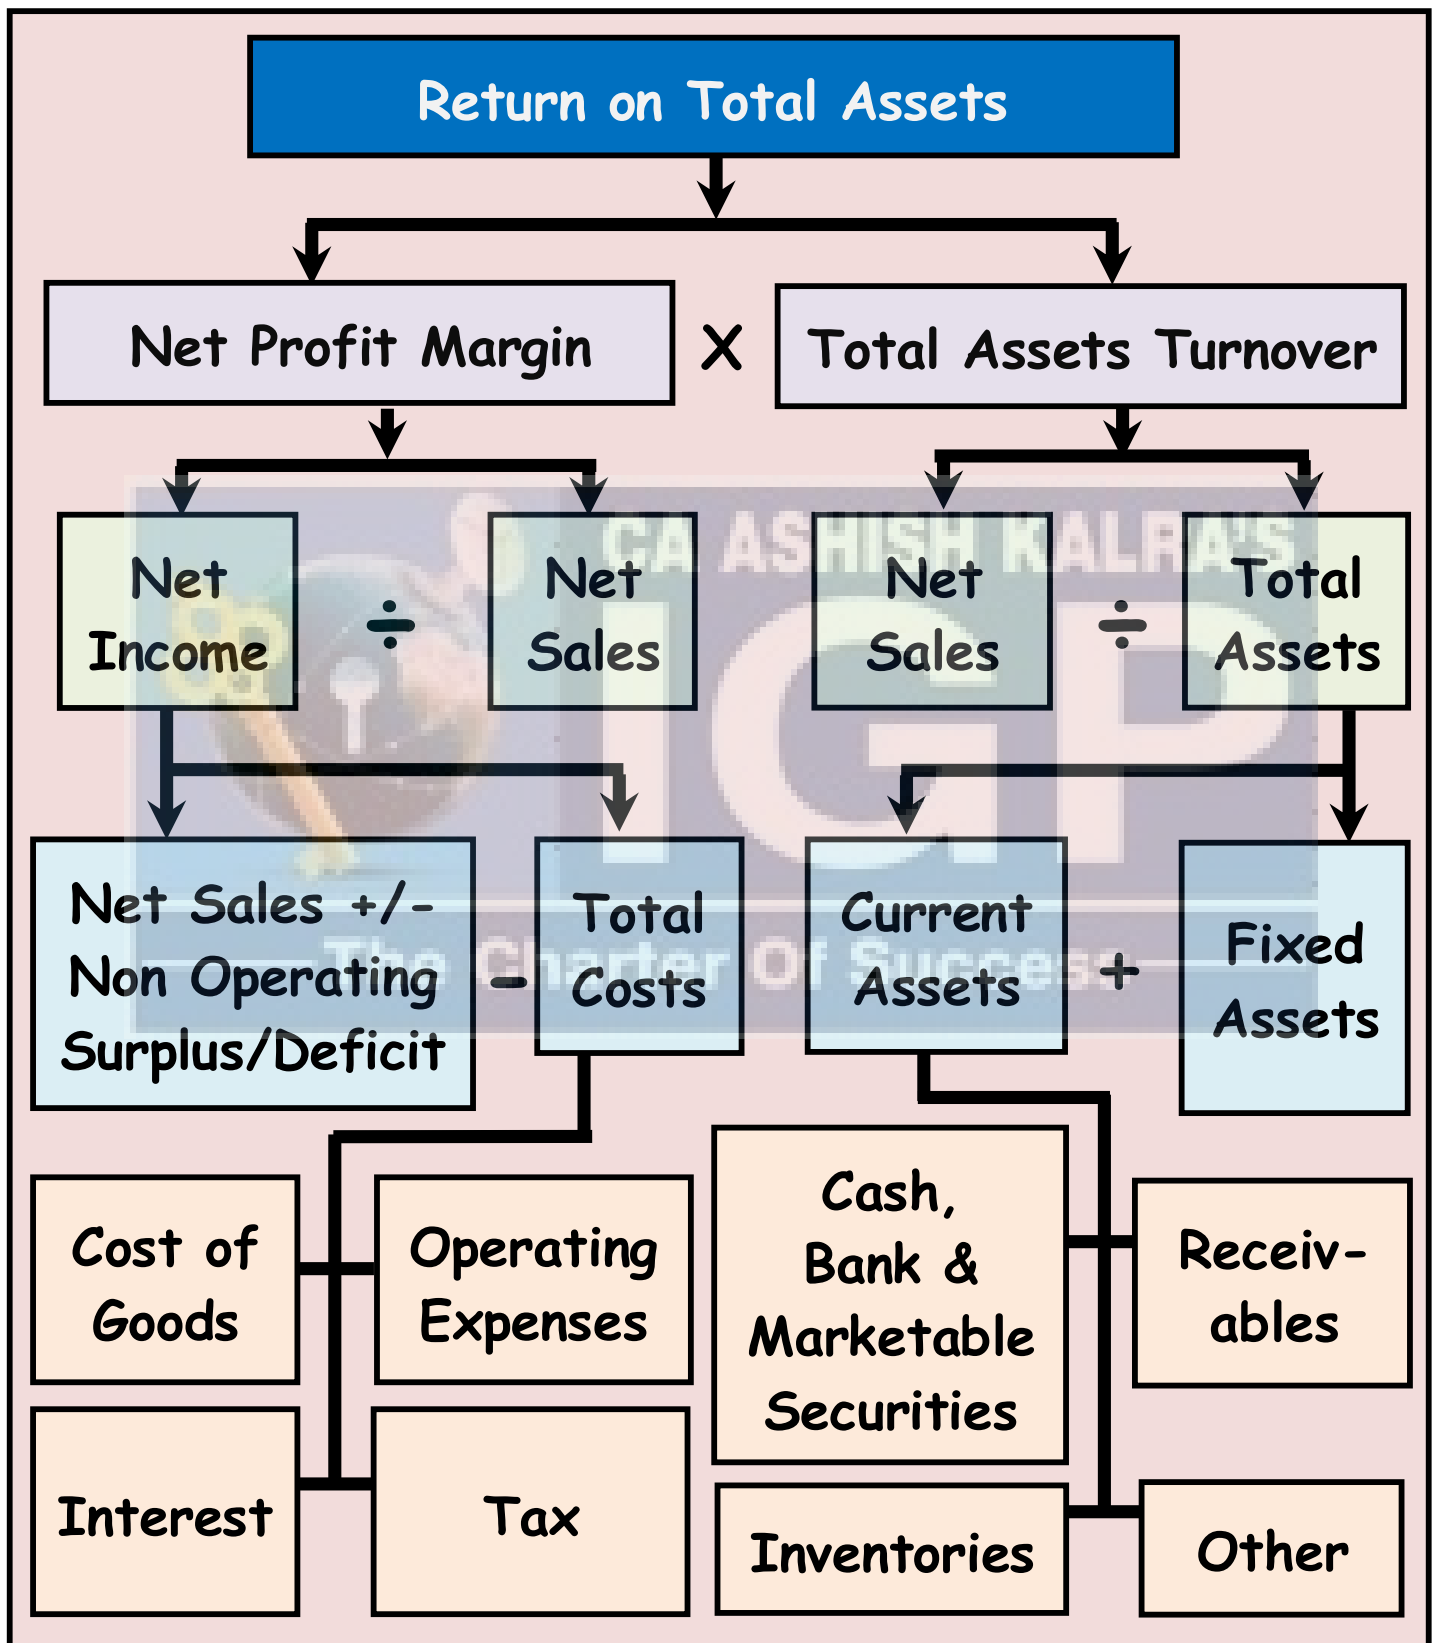 Return on Total Assets
Net Profit Margin
X
Total Assets Turnover
Net
Income
÷
Net
Sales
Net
Sales
÷
Total
Assets
CA ASHISH KALRA'S
IGP
The Charter Of Success
Net Sales +/-
Non Operating
Surplus/Deficit
-
Total
Costs
Current
Assets
+
Fixed
Assets
Cost of
Goods
Operating
Expenses
Cash,
Bank &
Marketable
Securities
Receiv-
ables
Interest
Tax
Inventories
Other